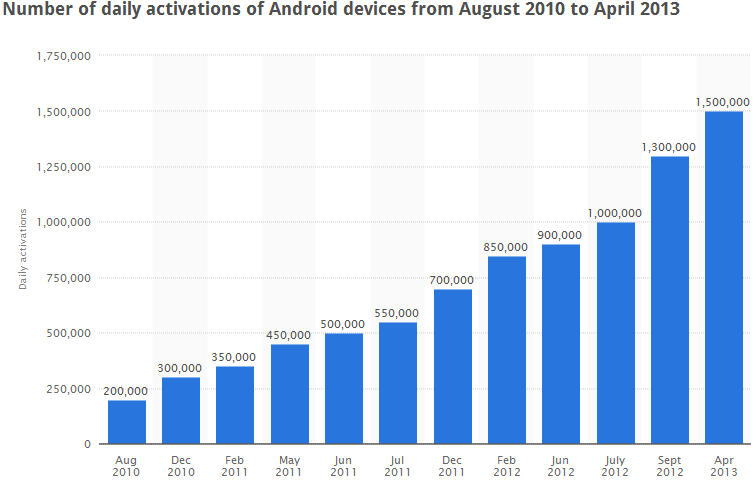 Number of daily activations of Android devices from August 2010 to April 2013
1,750,000
1,500,000
1,250,000
1,000,000
750,000
500,000
250,000
0
Daily activations
200,000
300,000
350,000
450,000
500,000
550,000
700,000
850,000
900,000
1,000,000
1,300,000
1,500,000
Aug
2010
Dec
2010
Feb
2011
May
2011
Jun
2011
Jul
2011
Dec
2011
Feb
2012
Jun
2012
July
2012
Sept
2012
Apr
2013